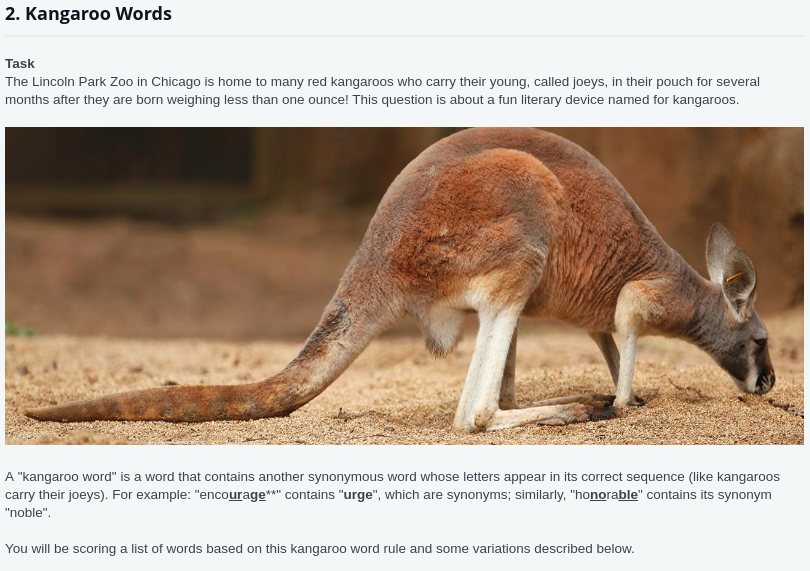 2. Kangaroo Words
Task
The Lincoln Park Zoo in Chicago is home to many red kangaroos who carry their young, called joeys, in their pouch for several
months after they are born weighing less than one ounce! This question is about a fun literary device named for kangaroos.
A "kangaroo word" is a word that contains another synonymous word whose letters appear in its correct sequence (like kangaroos
carry their joeys). For example: "encourage**" contains "urge", which are synonyms; similarly, "honorable" contains its synonym
"noble".
You will be scoring a list of words based on this kangaroo word rule and some variations described below.